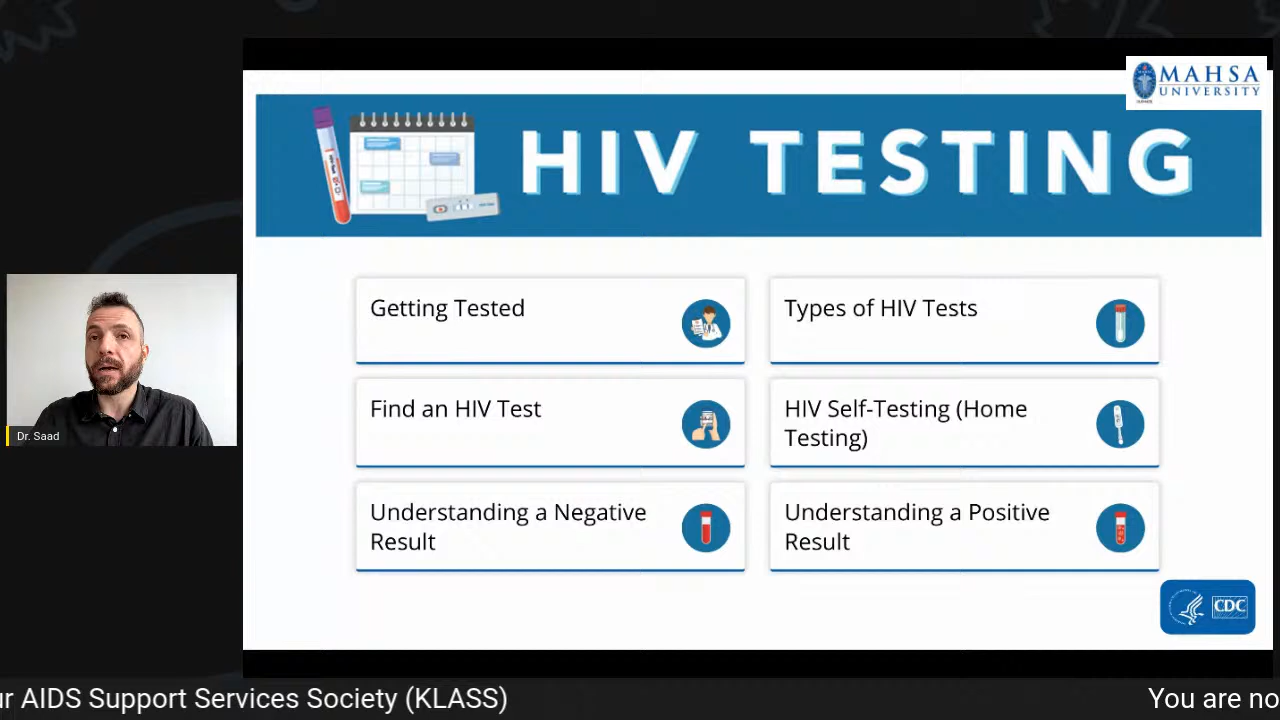 MAHSA
UNIVERSITY
HIV TESTING
Getting Tested
Types of HIV Tests
Find an HIV Test
HIV Self-Testing (Home
Testing)
Understanding a Negative
Result
Understanding a Positive
Result
Dr. Saad
CDC
ur AIDS Support Services Society (KLASS)
You are no